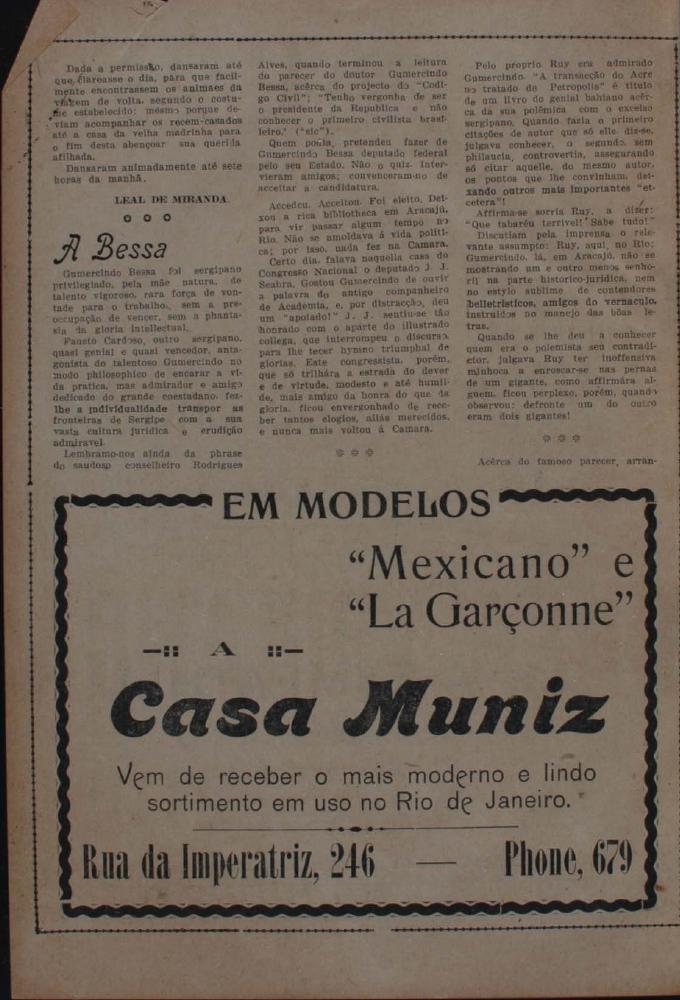 Dada a permissão, dansaram até
que clareasse o dia, para que facil-
mente encontrassem os animaes da
viagem de volta, segundo o costu-
me estabelecido: mesmo porque de-
viam acompanhar os recem-casados
até a casa da velha madrinha para
o fim desta abençoar sua querida
afilhada.
Dansaram animadamente até sete
horas da manhã.
LEAL DE MIRANDA.
A Bessa
Gumercindo Bessa foi sergipano
privilegiado, pela mãe natura, de
talento vigoroso, rara força de von-
tade para o trabalho, sem a pre-
occupação de vencer, sem a phanta-
sia da gloria intellectual.
Fausto Cardoso, outro sergipano,
quasi genial e quasi vencedor, anta-
gonista do talentoso Gumercindo no
modo philosophico de encarar a vi-
da pratica, mas admirador e amigo
dedicado do grande coestadano, fez-
lhe a individualidade transpor as
fronteiras de Sergipe com a sua
vasta cultura juridica e erudição
admiravel.
Lembramo-nos ainda da phrase
do saudoso conselheiro Rodrigues
Alves, quando terminou a leitura
do parecer do doutor Gumercindo
Bessa, acêrca do projecto do "Codi-
go Civil"; "Tenho vergonha de ser
o presidente da Republica e não
conhecer o primeiro civilista brasi-
leiro." ("sic").
Quem podia, pretendeu fazer de
Gumercindo Bessa deputado federal
pelo seu Estado. Não o quiz. Inter-
vieram amigos; convenceram-no de
acceitar a candidatura.
Accedeu. Acceitou. Foi eleito. Dei-
xou a rica bibliotheca em Aracajú,
para vir passar algum tempo no
Rio. Não se amoldava á vida politi-
ca; por isso, nada fez na Camara.
Certo dia, falava naquella casa do
Congresso Nacional o deputado J. J.
Seabra. Gostou Gumercindo de ouvir
a palavra do antigo companheiro
de Academia, e, por distracção, deu
um "apoiado!" J. J. sentiu-se tão
honrado com o aparte do illustrado
collega, que interrompeu o discurso
para lhe tecer hymno triumphal de
glorias. Este congressista, porém,
que só trilhára a estrada do dever
e de virtude, modesto e até humil-
de, mais amigo da honra do que da
gloria, ficou envergonhado de rece-
ber tantos elogios, aliás merecidos,
e nunca mais voltou á Camara.
Pelo proprio Ruy era admirado
Gumercindo. "A transacção do Acre
no tratado de Petropolis" é titulo
de um livro do genial bahiano acêr-
ca da sua polêmica com o excelso
sergipano. Quando fazia o primeiro
citações de autor que só elle, dizse,
julgava conhecer, o segundo, sem
philaucia, controvertia, assegurando
só citar aquelle, do mesmo autor,
os pontos que lhe convinham, dei-
xando outros mais importantes "et-
cetera"!
Affirma-se sorria Ruy, a dizer:
"Que tabaréu terrivel! Sabe tudo!"
Discutiam pela imprensa o rele-
vante assumpto: Ruy, aqui, no Rio;
Gumercindo, lá, em Aracajú, não se
mostrando um e outro menos senho-
ril na parte historico-juridica, nem
no estylo sublime de contendores
belletristicos, amigos do vernaculo,
instruidos no manejo das bôas le-
tras.
Quando se lhe deu a conhecer
quem era o polemista seu contradi-
ctor, julgava Ruy ter inoffensiva
minhoca a enroscar-se nas pernas
de um gigante, como affirmára al-
guem, ficou perplexo, porém, quando
observou: defronte um do outro
eram dois gigantes!
Acêrca do famoso parecer, arran-
EM MODELOS
"Mexicano" e
"La Garçonne"
A
Casa Muniz
Vem de receber o mais moderno e lindo
sortimento em uso no Rio de Janeiro.
Rua da Imperatriz, 246 — Phone, 679